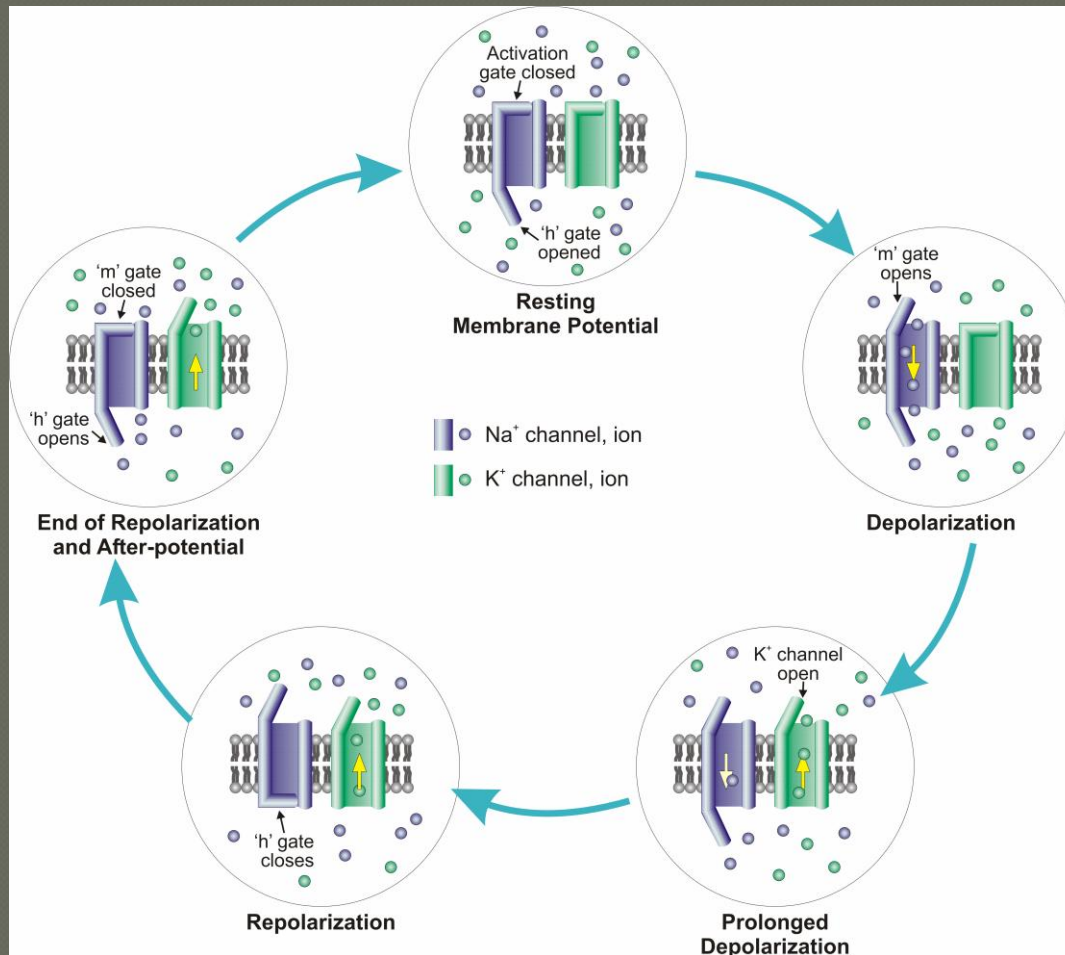 Activation
gate closed
‘h’ gate
opened
Resting
Membrane Potential
‘m’ gate
opens
Depolarization
K⁺ channel
open
Prolonged
Depolarization
‘h’ gate
closes
Repolarization
‘m’ gate
closed
‘h’ gate
opens
End of Repolarization
and After-potential
Na⁺ channel, ion
K⁺ channel, ion